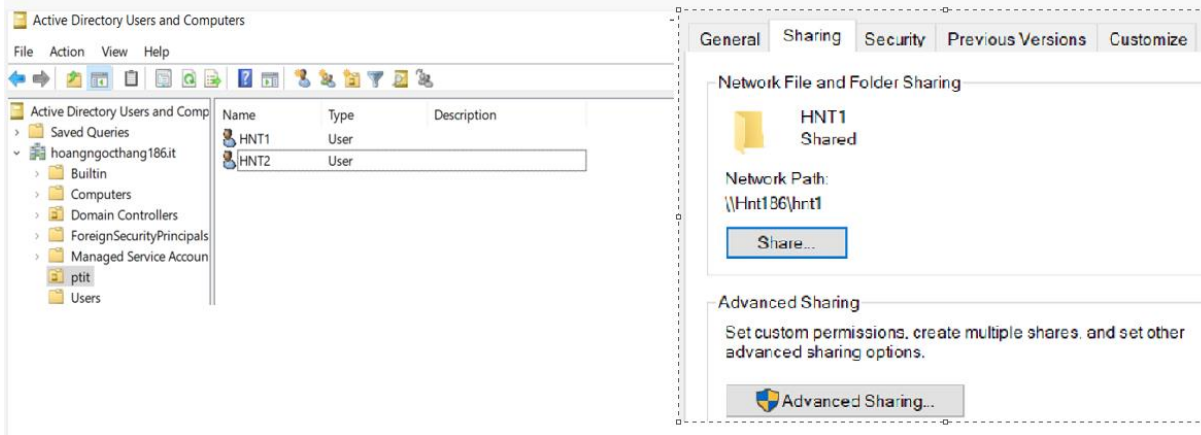 Active Directory Users and Computers
File Action View Help
Active Directory Users and Comp
Saved Queries
hoangngocthang186.it
Builtin
Computers
Domain Controllers
ForeignSecurityPrincipals
Managed Service Accoun
ptit
Users
Name Type Description
HNT1 User
HNT2 User
General Sharing Security Previous Versions Customize
Network File and Folder Sharing
HNT1
Shared
Network Path:
\\Hnt186\hnt1
Share...
Advanced Sharing
Set custom permissions, create multiple shares, and set other
advanced sharing options.
Advanced Sharing...